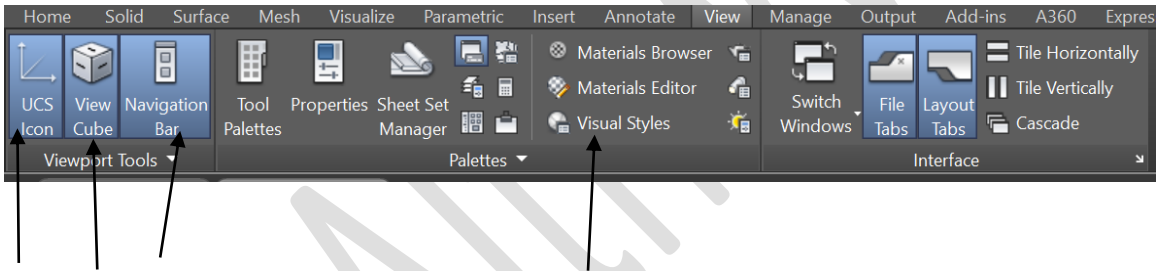 Home Solid Surface Mesh Visualize Parametric Insert Annotate View Manage Output Add-ins A360 Expres
UCS
Icon
View
Cube
Navigation
Bar
Tool
Palettes
Properties
Sheet Set
Manager
Materials Browser
Materials Editor
Visual Styles
Switch
Windows
File
Tabs
Layout
Tabs
Tile Horizontally
Tile Vertically
Cascade
Viewport Tools
Palettes
Interface